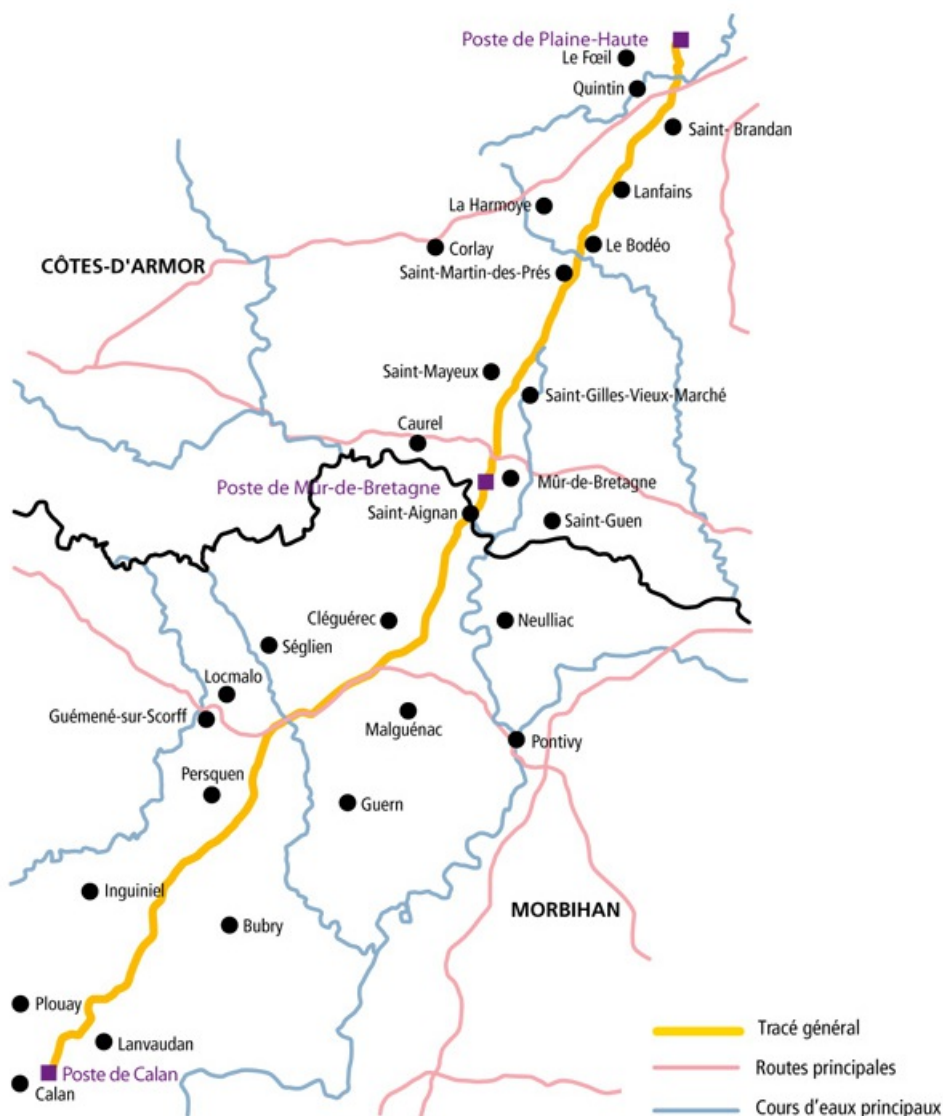 Poste de Plaine-Haute
Le Fœil
Quintin
Saint- Brandan
Lanfains
La Harmoye
Le Bodéo
Corlay
CÔTES-D'ARMOR
Saint-Martin-des-Prés
Saint-Mayeux
Saint-Gilles-Vieux-Marché
Caurel
Poste de Mûr-de-Bretagne
Mûr-de-Bretagne
Saint-Aignan
Saint-Guen
Cléguérec
Neulliac
Séglien
Locmalo
Guémené-sur-Scorff
Malguénac
Pontivy
Persquen
Guern
Inguiniel
MORBIHAN
Bubry
Plouay
Lanvaudan
Poste de Calan
Calan
Tracé général
Routes principales
Cours d'eaux principaux